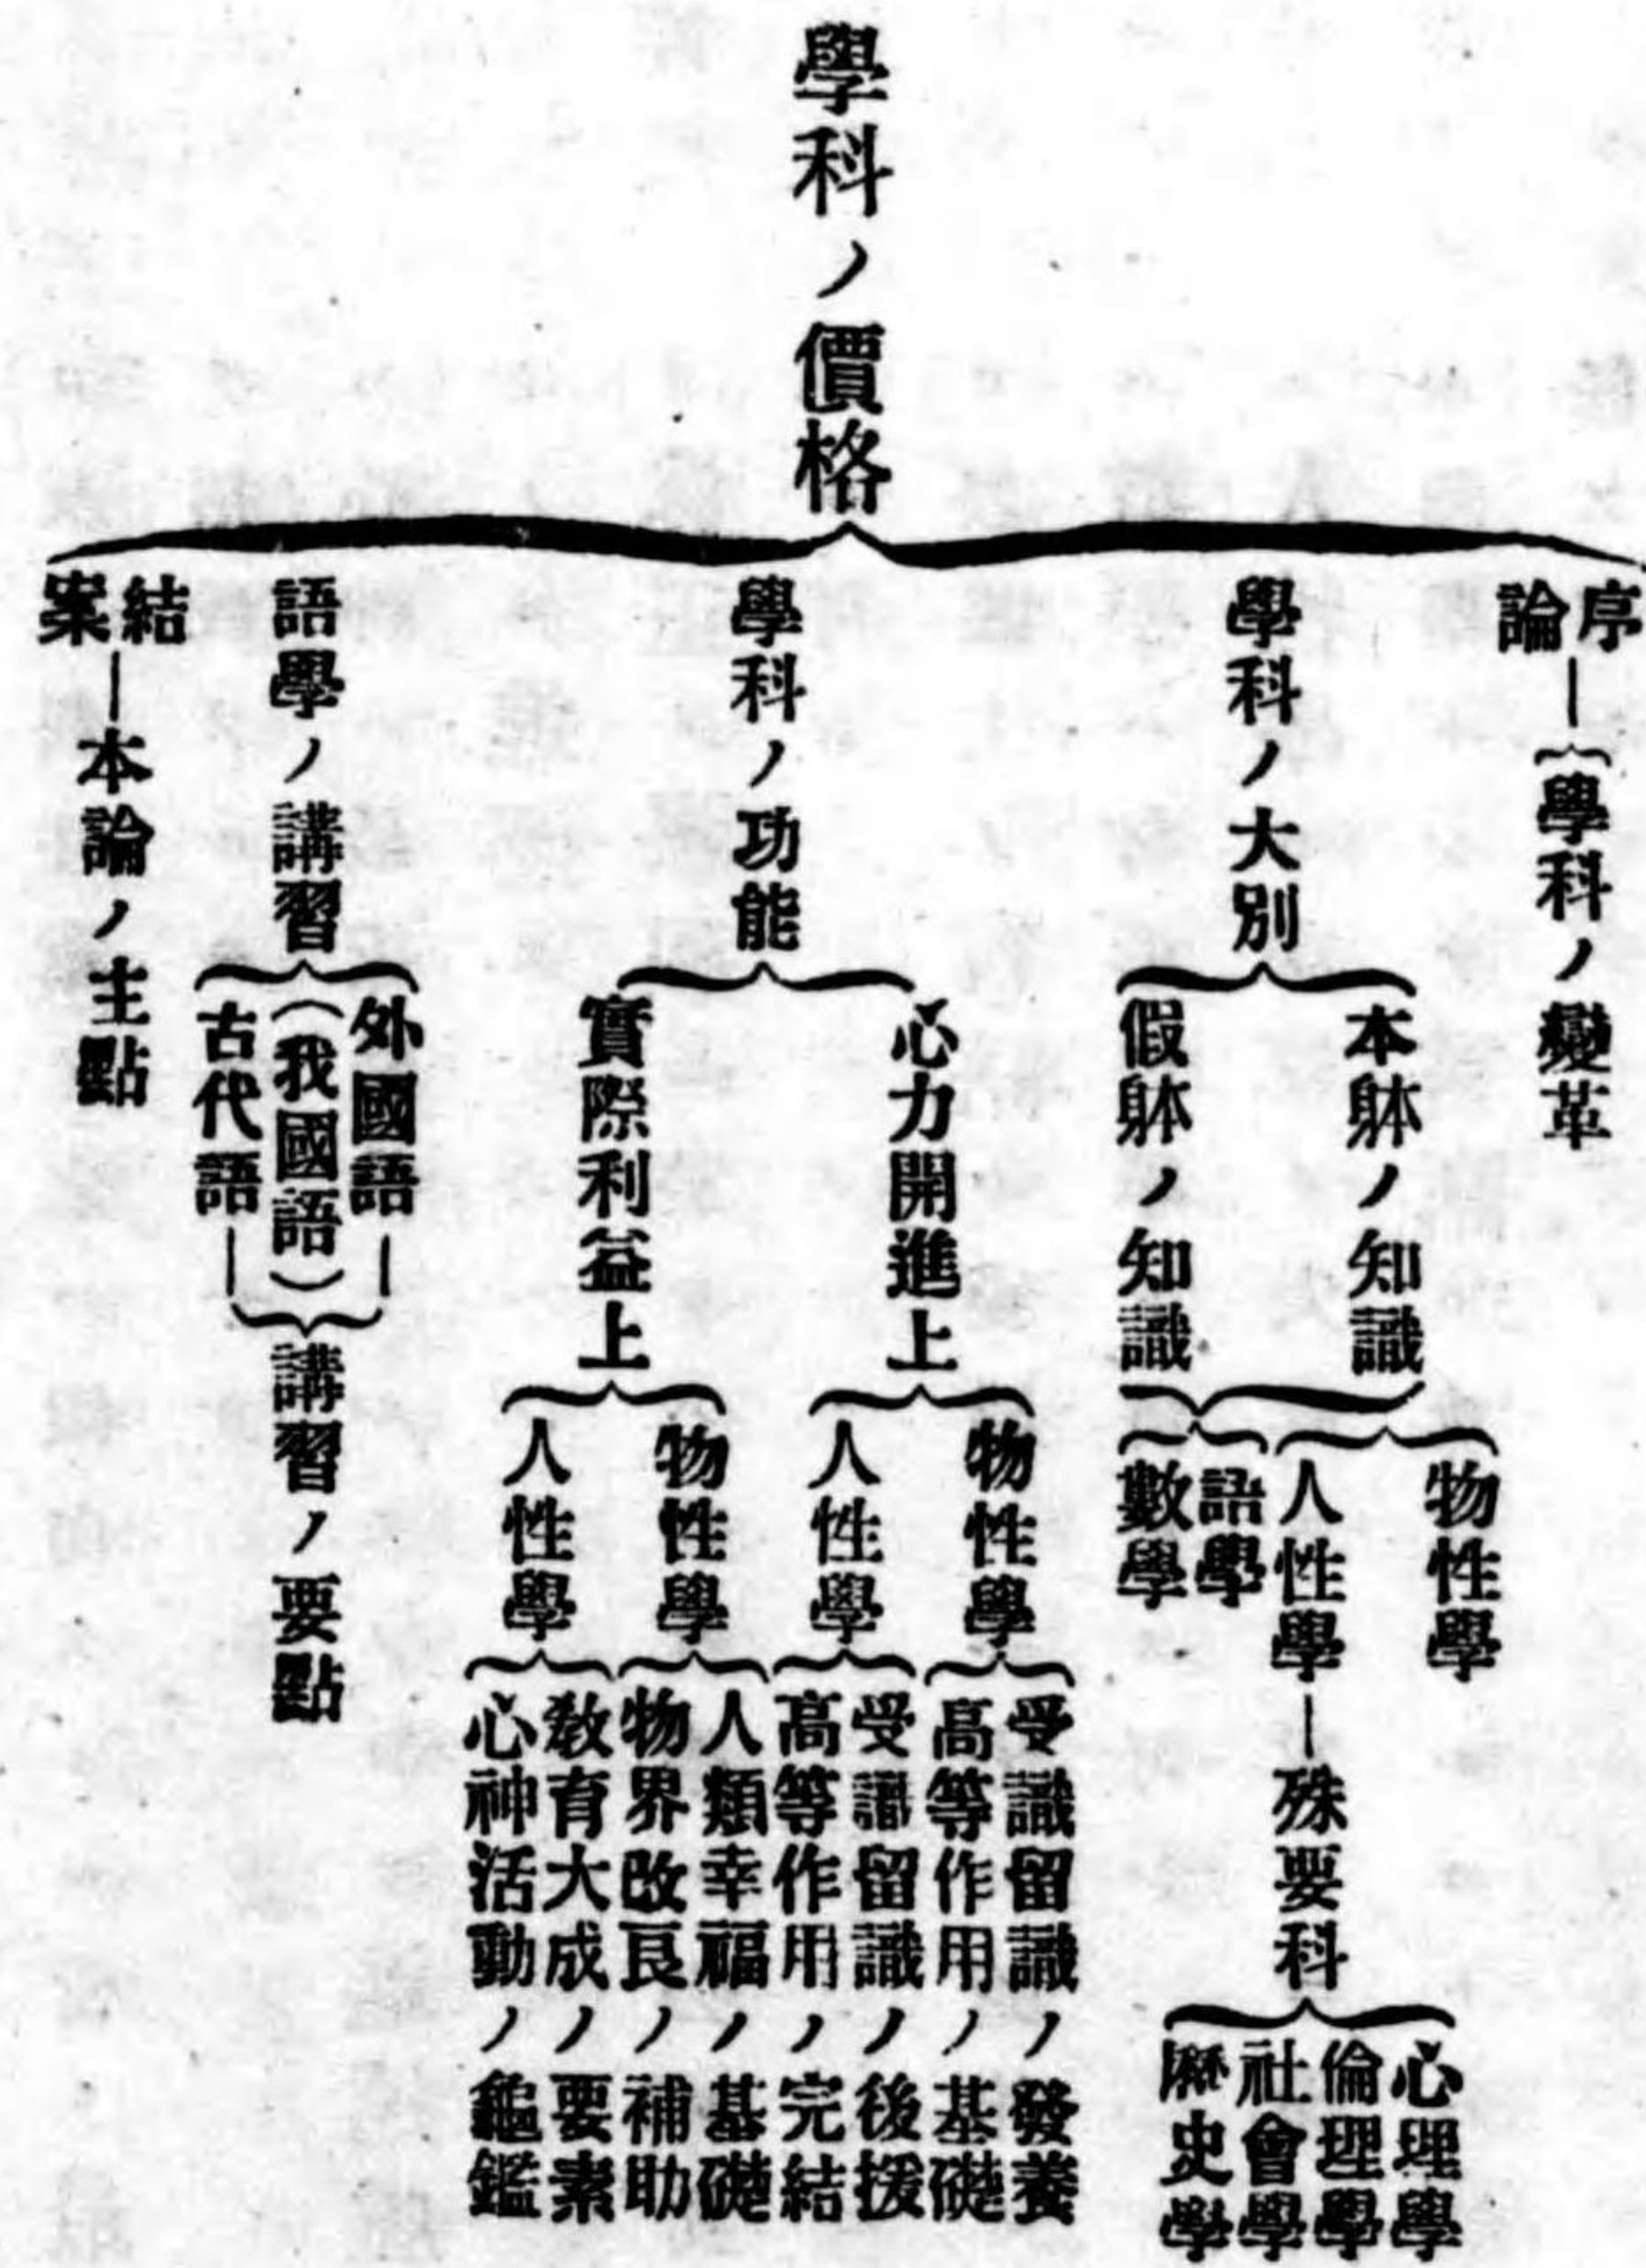 學科ノ價格
序論
學科ノ變革
學科ノ大別
本躰ノ知識
物性學
人性學
殊要科
心理學
倫理學
社會學
歷史學
假躰ノ知識
語學
數學
學科ノ功能
心力開進上
物性學
受識留識ノ發養
高等作用ノ基礎
人性學
受識留識ノ後援
高等作用ノ完結
實際利益上
物性學
人類幸福ノ基礎
物界改良ノ補助
人性學
敎育大成ノ要素
心神活動ノ龜鑑
語學ノ講習
外國語
(我國語)
古代語
講習ノ要點
結案
本論ノ主點